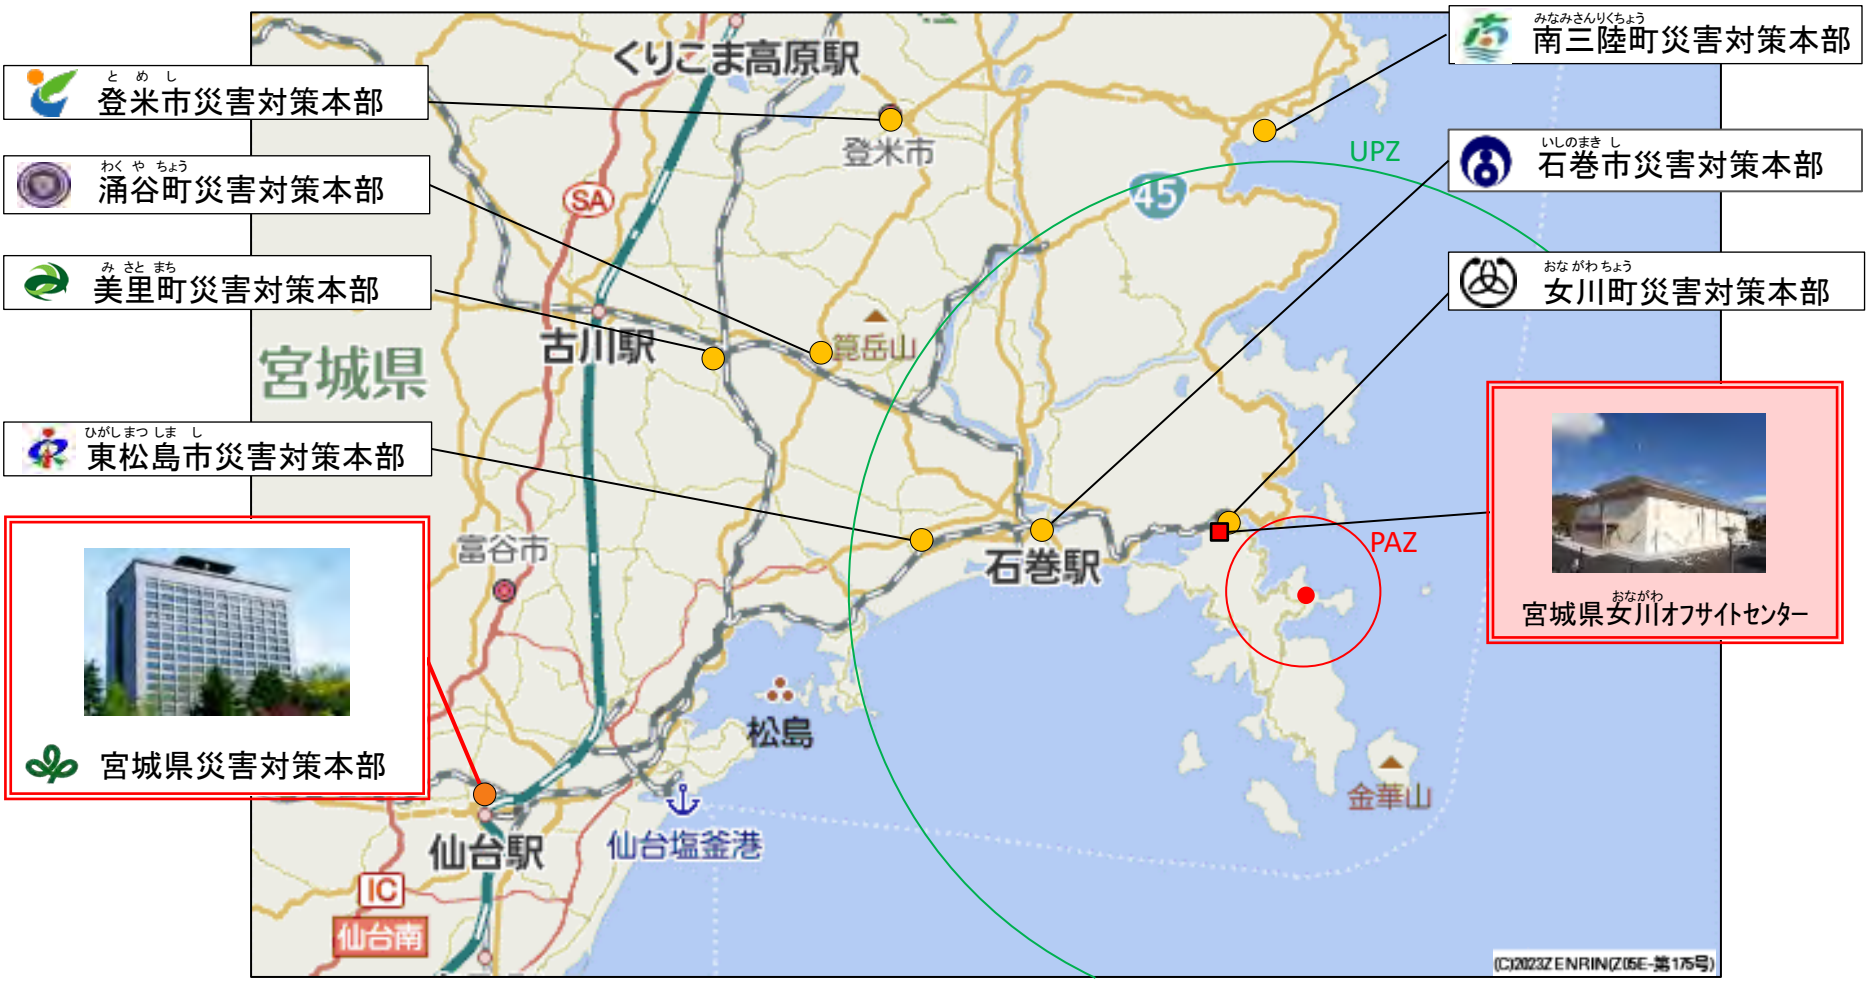 とめし
登米市災害対策本部
わくやちょう
涌谷町災害対策本部
みさとまち
美里町災害対策本部
ひがしまつしまし
東松島市災害対策本部
宮城県災害対策本部
みなみさんりくちょう
南三陸町災害対策本部
いしのまきし
石巻市災害対策本部
おながわちょう
女川町災害対策本部
おながわ
宮城県女川オフサイトセンター
くりこま高原駅
登米市
UPZ
45
SA
古川駅
箟岳山
宮城県
富谷市
石巻駅
PAZ
松島
金華山
仙台駅
仙台塩釜港
IC
仙台南
(C)2023ZENRIN(Z05E-第175号)